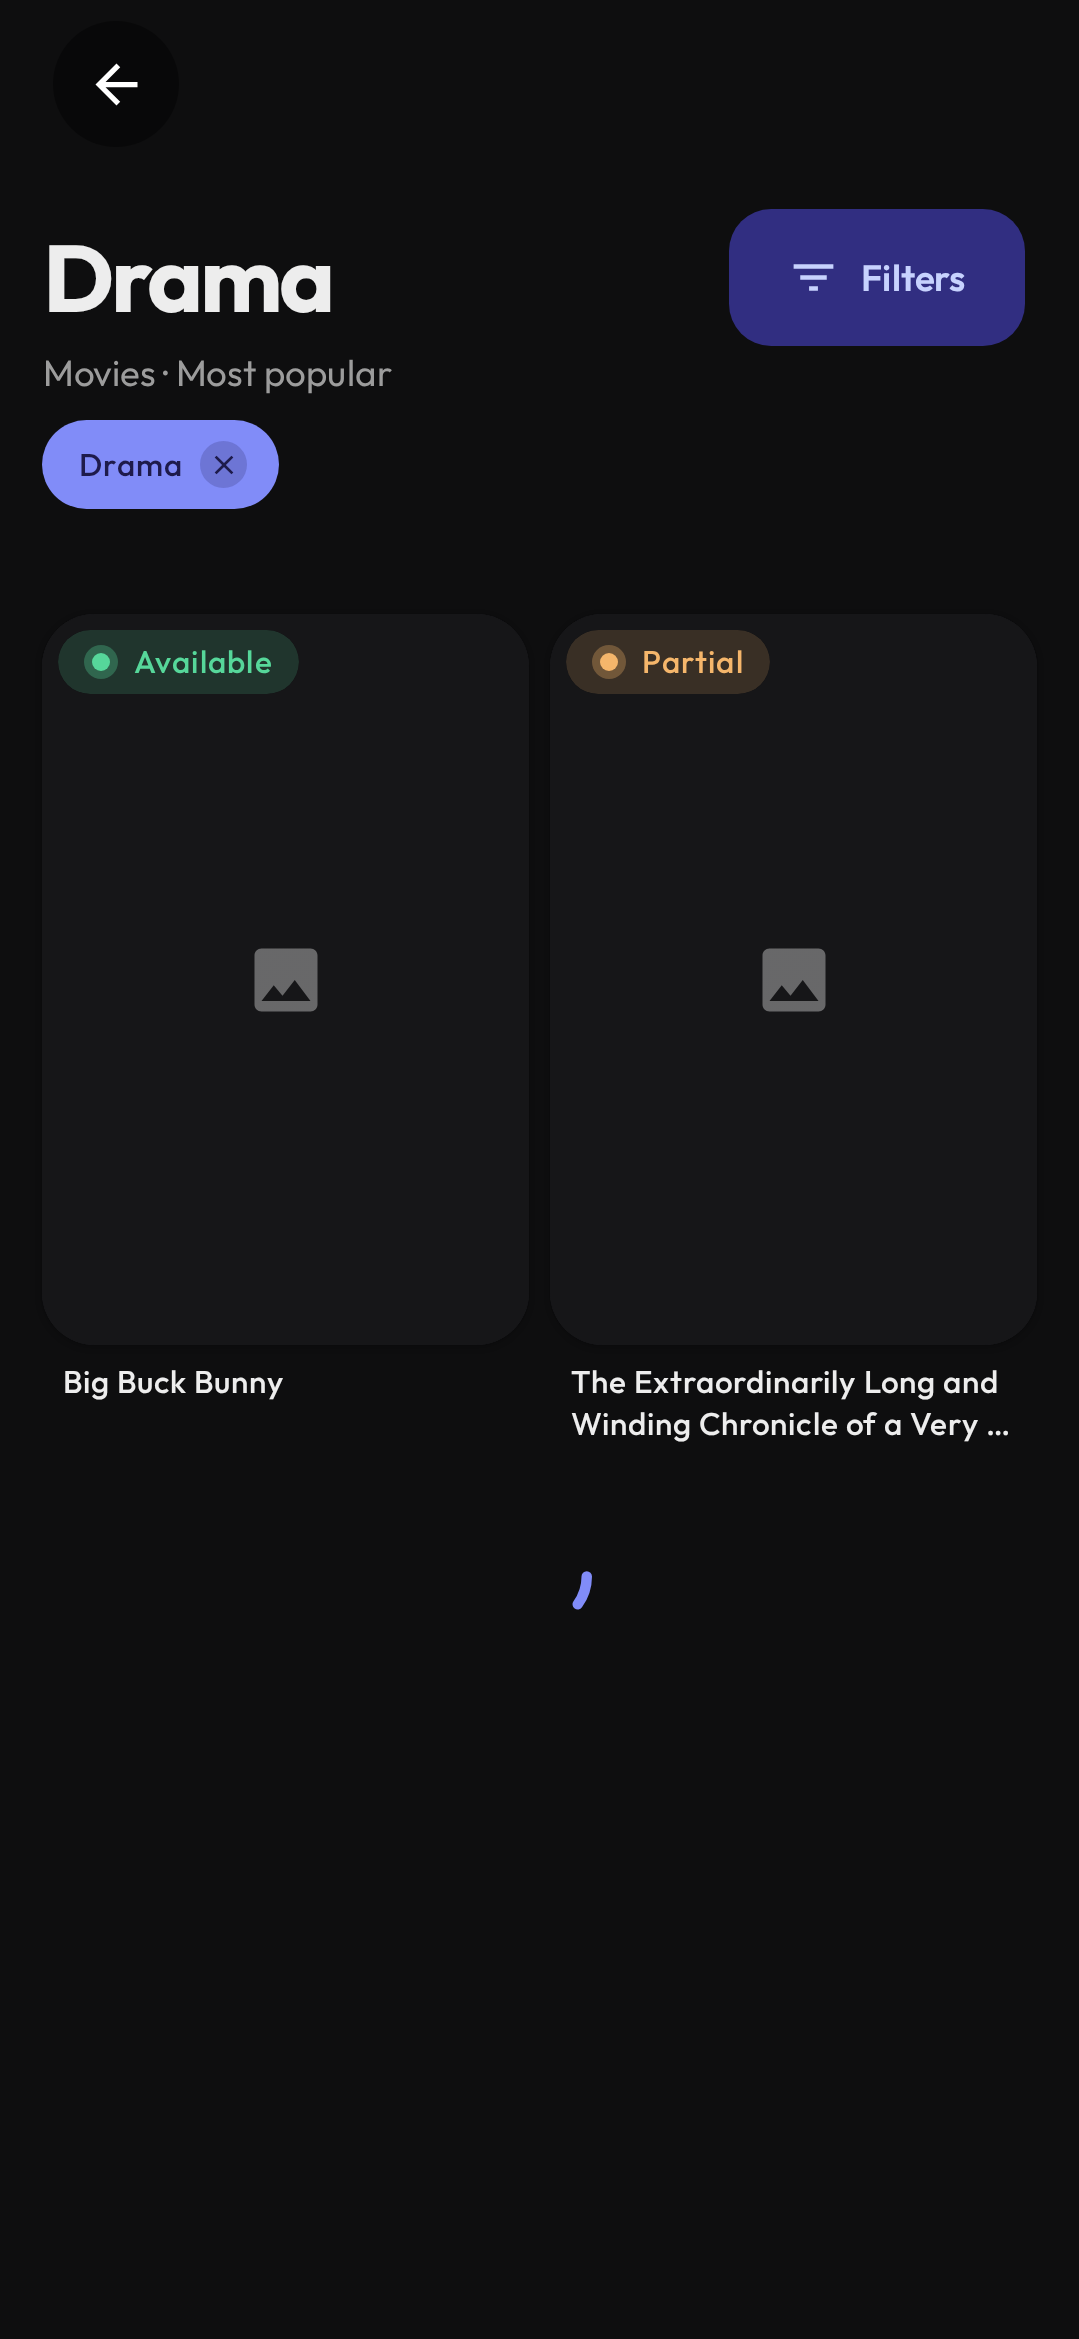 Drama
Filters
Movies · Most popular
Drama
Available
Partial
Big Buck Bunny
The Extraordinarily Long and
Winding Chronicle of a Very ...